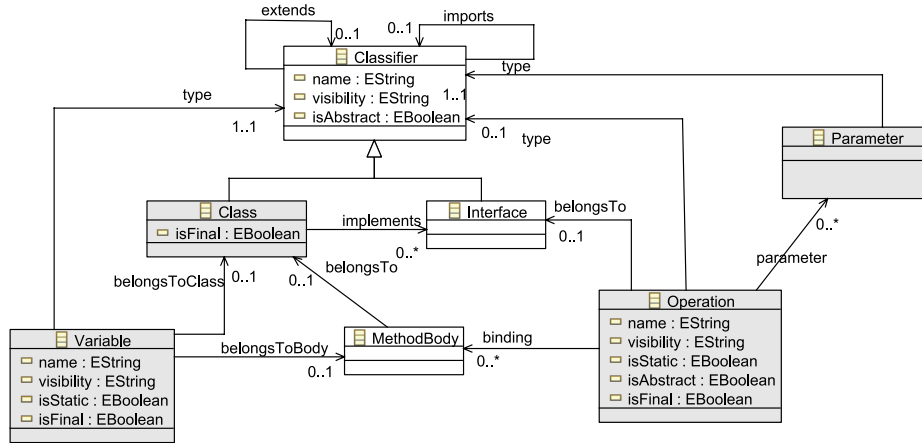 extends
imports
0..1
0..1
Classifier
name : EString
visibility : EString
isAbstract : EBoolean
type
1..1
type
1..1
0..1
type
Parameter
Class
isFinal : EBoolean
implements
0..*
Interface
belongsTo
0..1
0..*
parameter
belongsToClass
0..1
belongsTo
0..1
Variable
name : EString
visibility : EString
isStatic : EBoolean
isFinal : EBoolean
belongsToBody
0..1
MethodBody
binding
0..*
Operation
name : EString
visibility : EString
isStatic : EBoolean
isAbstract : EBoolean
isFinal : EBoolean